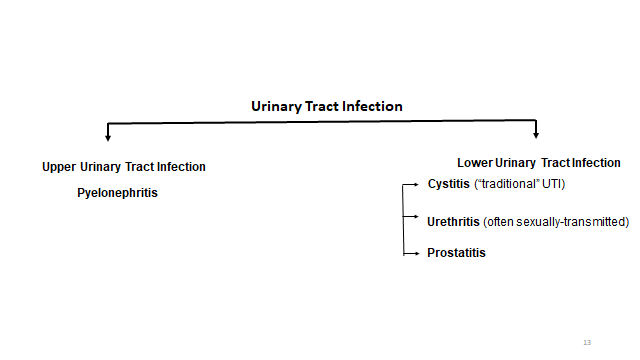 Urinary Tract Infection
Upper Urinary Tract Infection
Pyelonephritis
Lower Urinary Tract Infection
Cystitis (“traditional” UTI)
Urethritis (often sexually-transmitted)
Prostatitis
13